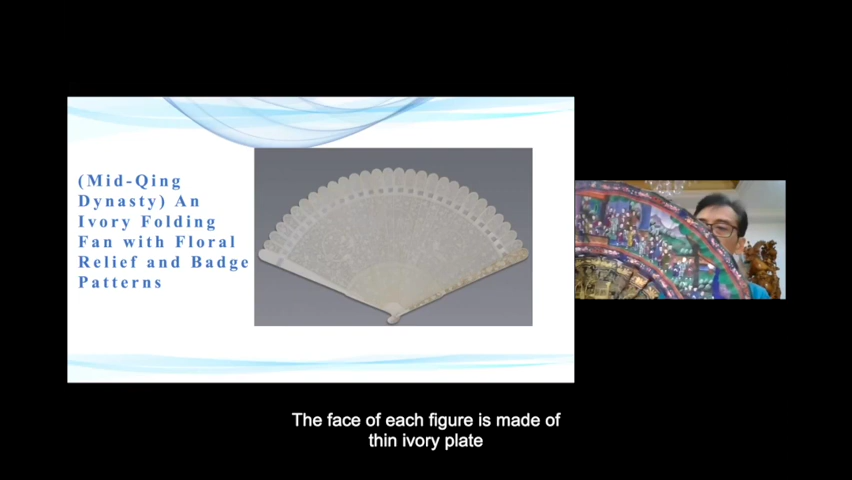 (Mid-Qing
Dynasty) An
Ivory Folding
Fan with Floral
Relief and Badge
Patterns
The face of each figure is made of
thin ivory plate